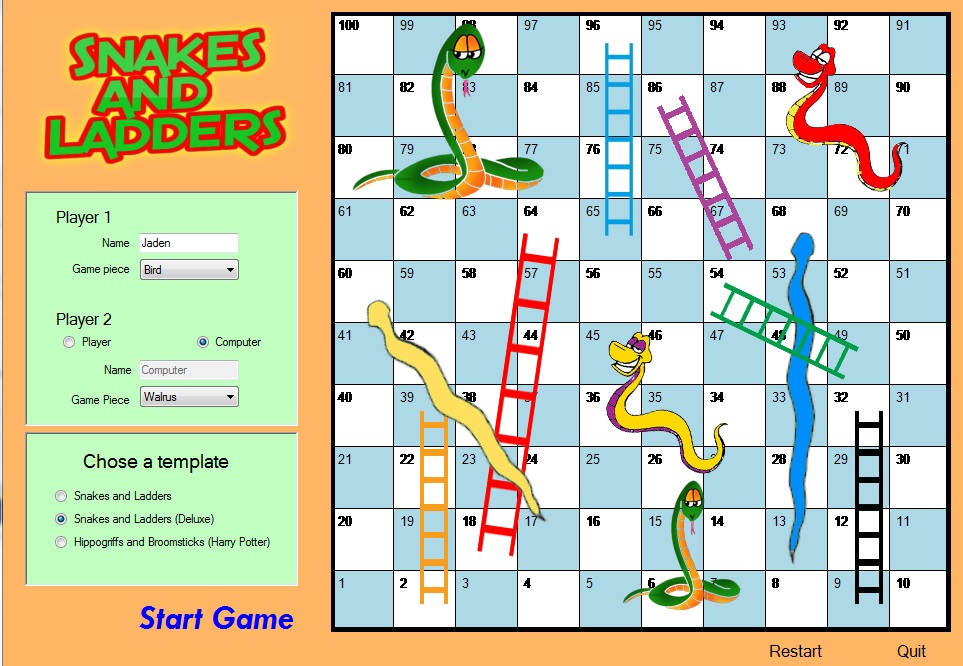 SNAKES
AND
LADDERS
Player 1
Name Jaden
Game piece Bird
Player 2
Player Computer
Name Computer
Game Piece Walrus
Chose a template
Snakes and Ladders
Snakes and Ladders (Deluxe)
Hippogriffs and Broomsticks (Harry Potter)
Start Game
100 99 98 97 96 95 94 93 92 91
81 82 83 84 85 86 87 88 89 90
80 79 77 76 75 74 73 72 71
61 62 63 64 65 66 67 68 69 70
60 59 58 57 56 55 54 53 52 51
41 42 43 44 45 46 47 48 49 50
40 39 38 37 36 35 34 33 32 31
21 22 23 24 25 26 28 29 30
20 19 18 17 16 15 14 13 12 11
1 2 3 4 5 6 7 8 9 10
Restart Quit